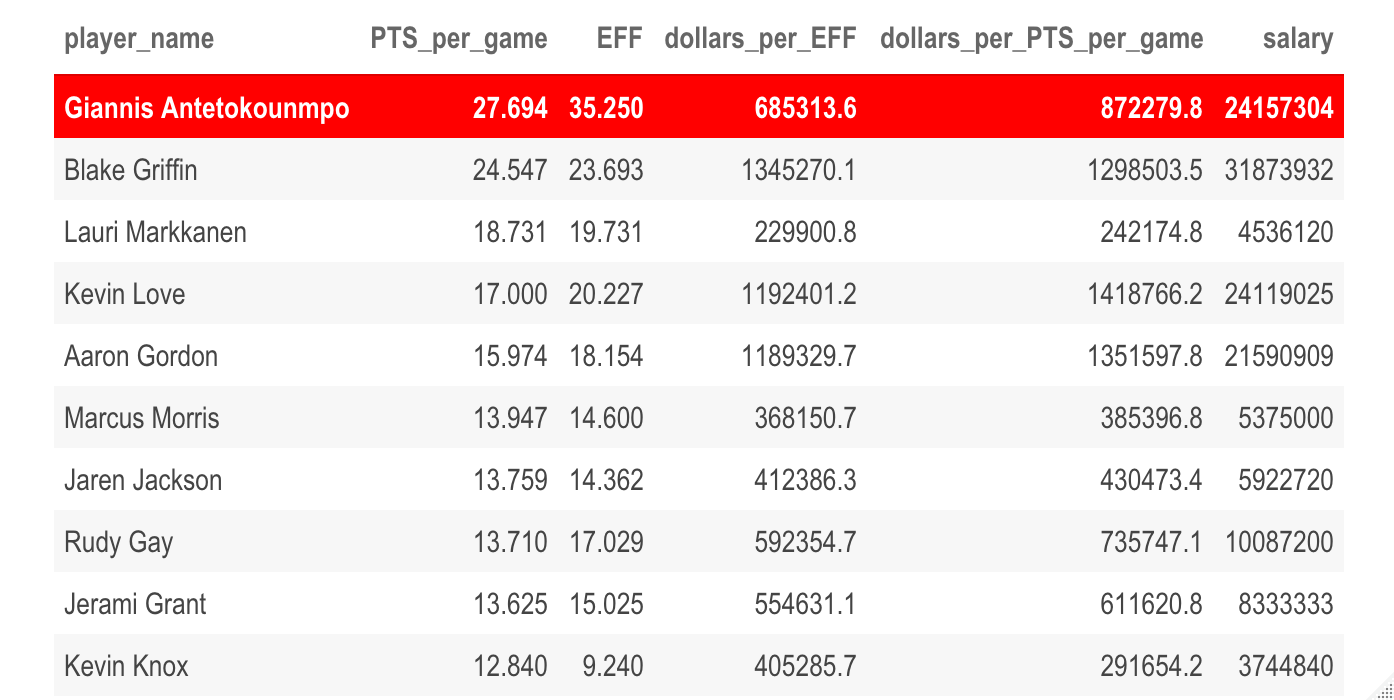 player_name PTS_per_game EFF dollars_per_EFF dollars_per_PTS_per_game salary
Giannis Antetokounmpo 27.694 35.250 685313.6 872279.8 24157304
Blake Griffin 24.547 23.693 1345270.1 1298503.5 31873932
Lauri Markkanen 18.731 19.731 229900.8 242174.8 4536120
Kevin Love 17.000 20.227 1192401.2 1418766.2 24119025
Aaron Gordon 15.974 18.154 1189329.7 1351597.8 21590909
Marcus Morris 13.947 14.600 368150.7 385396.8 5375000
Jaren Jackson 13.759 14.362 412386.3 430473.4 5922720
Rudy Gay 13.710 17.029 592354.7 735747.1 10087200
Jerami Grant 13.625 15.025 554631.1 611620.8 8333333
Kevin Knox 12.840 9.240 405285.7 291654.2 3744840